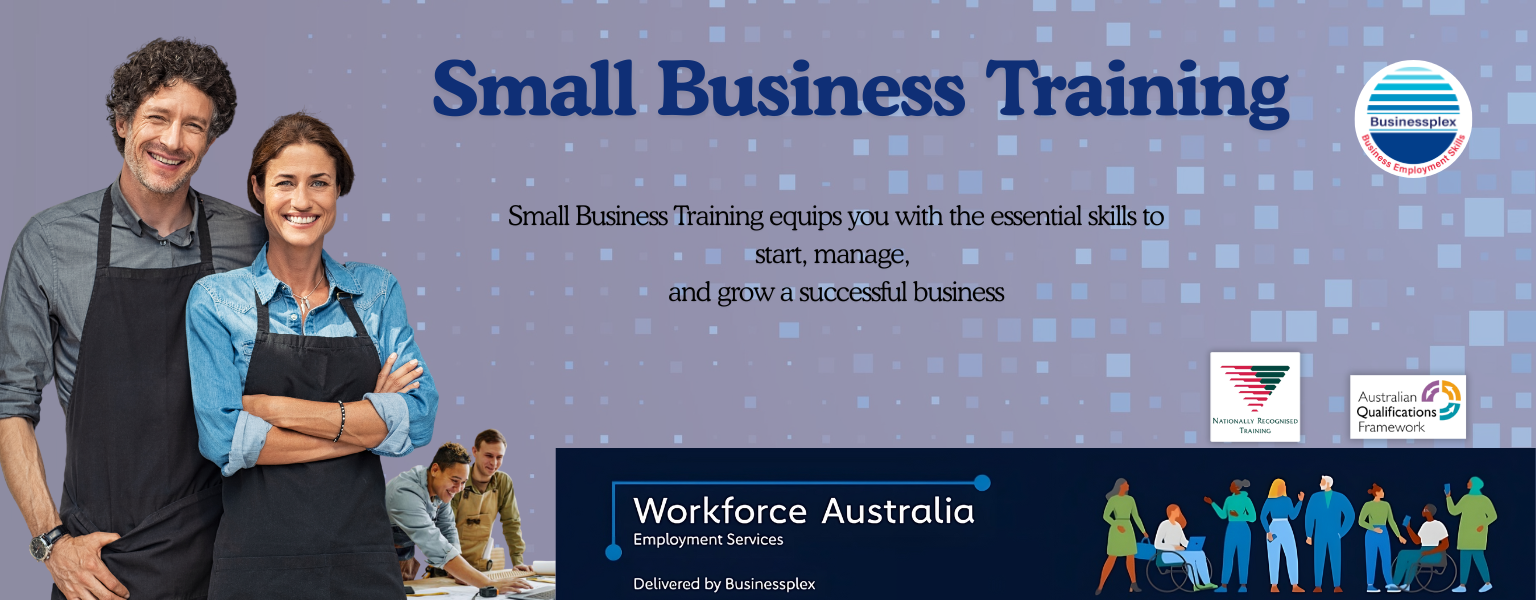 Small Business Training
Businessplex
Business Employment Skills
Small Business Training equips you with the essential skills to
start, manage,
and grow a successful business
NATIONALLY RECOGNISED
TRAINING
Australian
Qualifications
Framework
Workforce Australia
Employment Services
Delivered by Businessplex